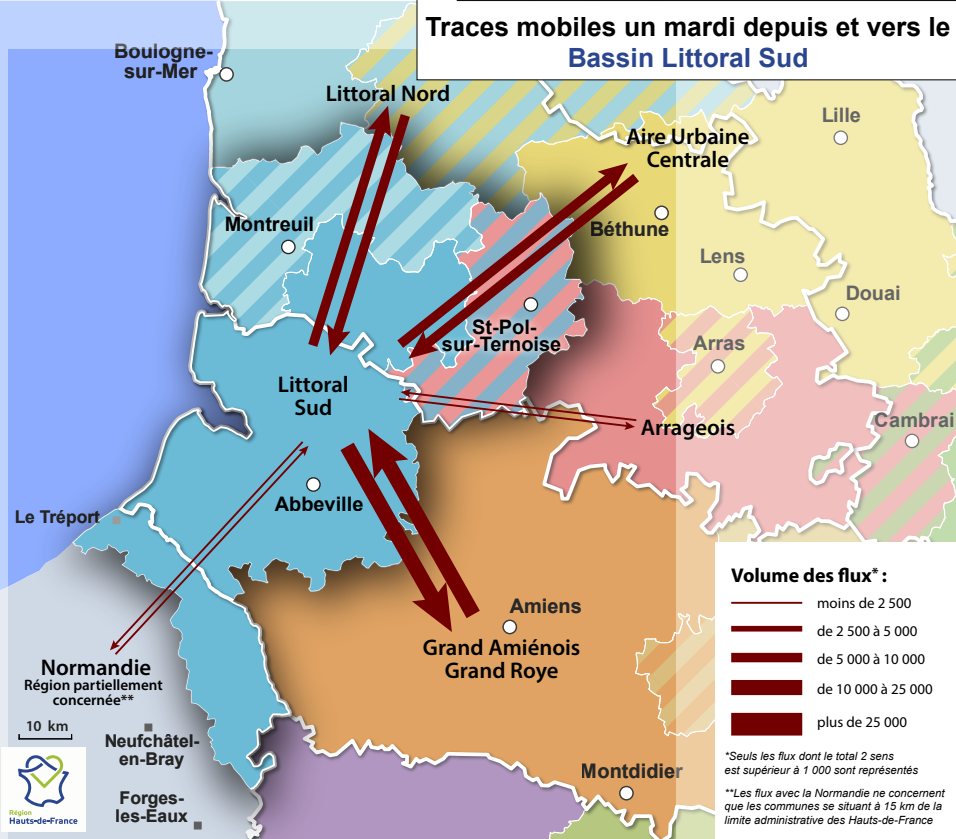 Traces mobiles un mardi depuis et vers le
Bassin Littoral Sud
Boulogne-
sur-Mer
Littoral Nord
Lille
Aire Urbaine
Centrale
Montreuil
Béthune
Lens
Douai
St-Pol-
sur-Ternoise
Arras
Littoral
Sud
Arrageois
Cambrai
Abbeville
Le Tréport
Amiens
Grand Amiénois
Grand Roye
Normandie
Région partiellement
concernée**
10 km
Neufchâtel-
en-Bray
Forges-
les-Eaux
Montdidier
Région
Hauts-de-France
Volume des flux* :
moins de 2 500
de 2 500 à 5 000
de 5 000 à 10 000
de 10 000 à 25 000
plus de 25 000
*Seuls les flux dont le total 2 sens
est supérieur à 1 000 sont représentés
**Les flux avec la Normandie ne concernent
que les communes se situant à 15 km de la
limite administrative des Hauts-de-France